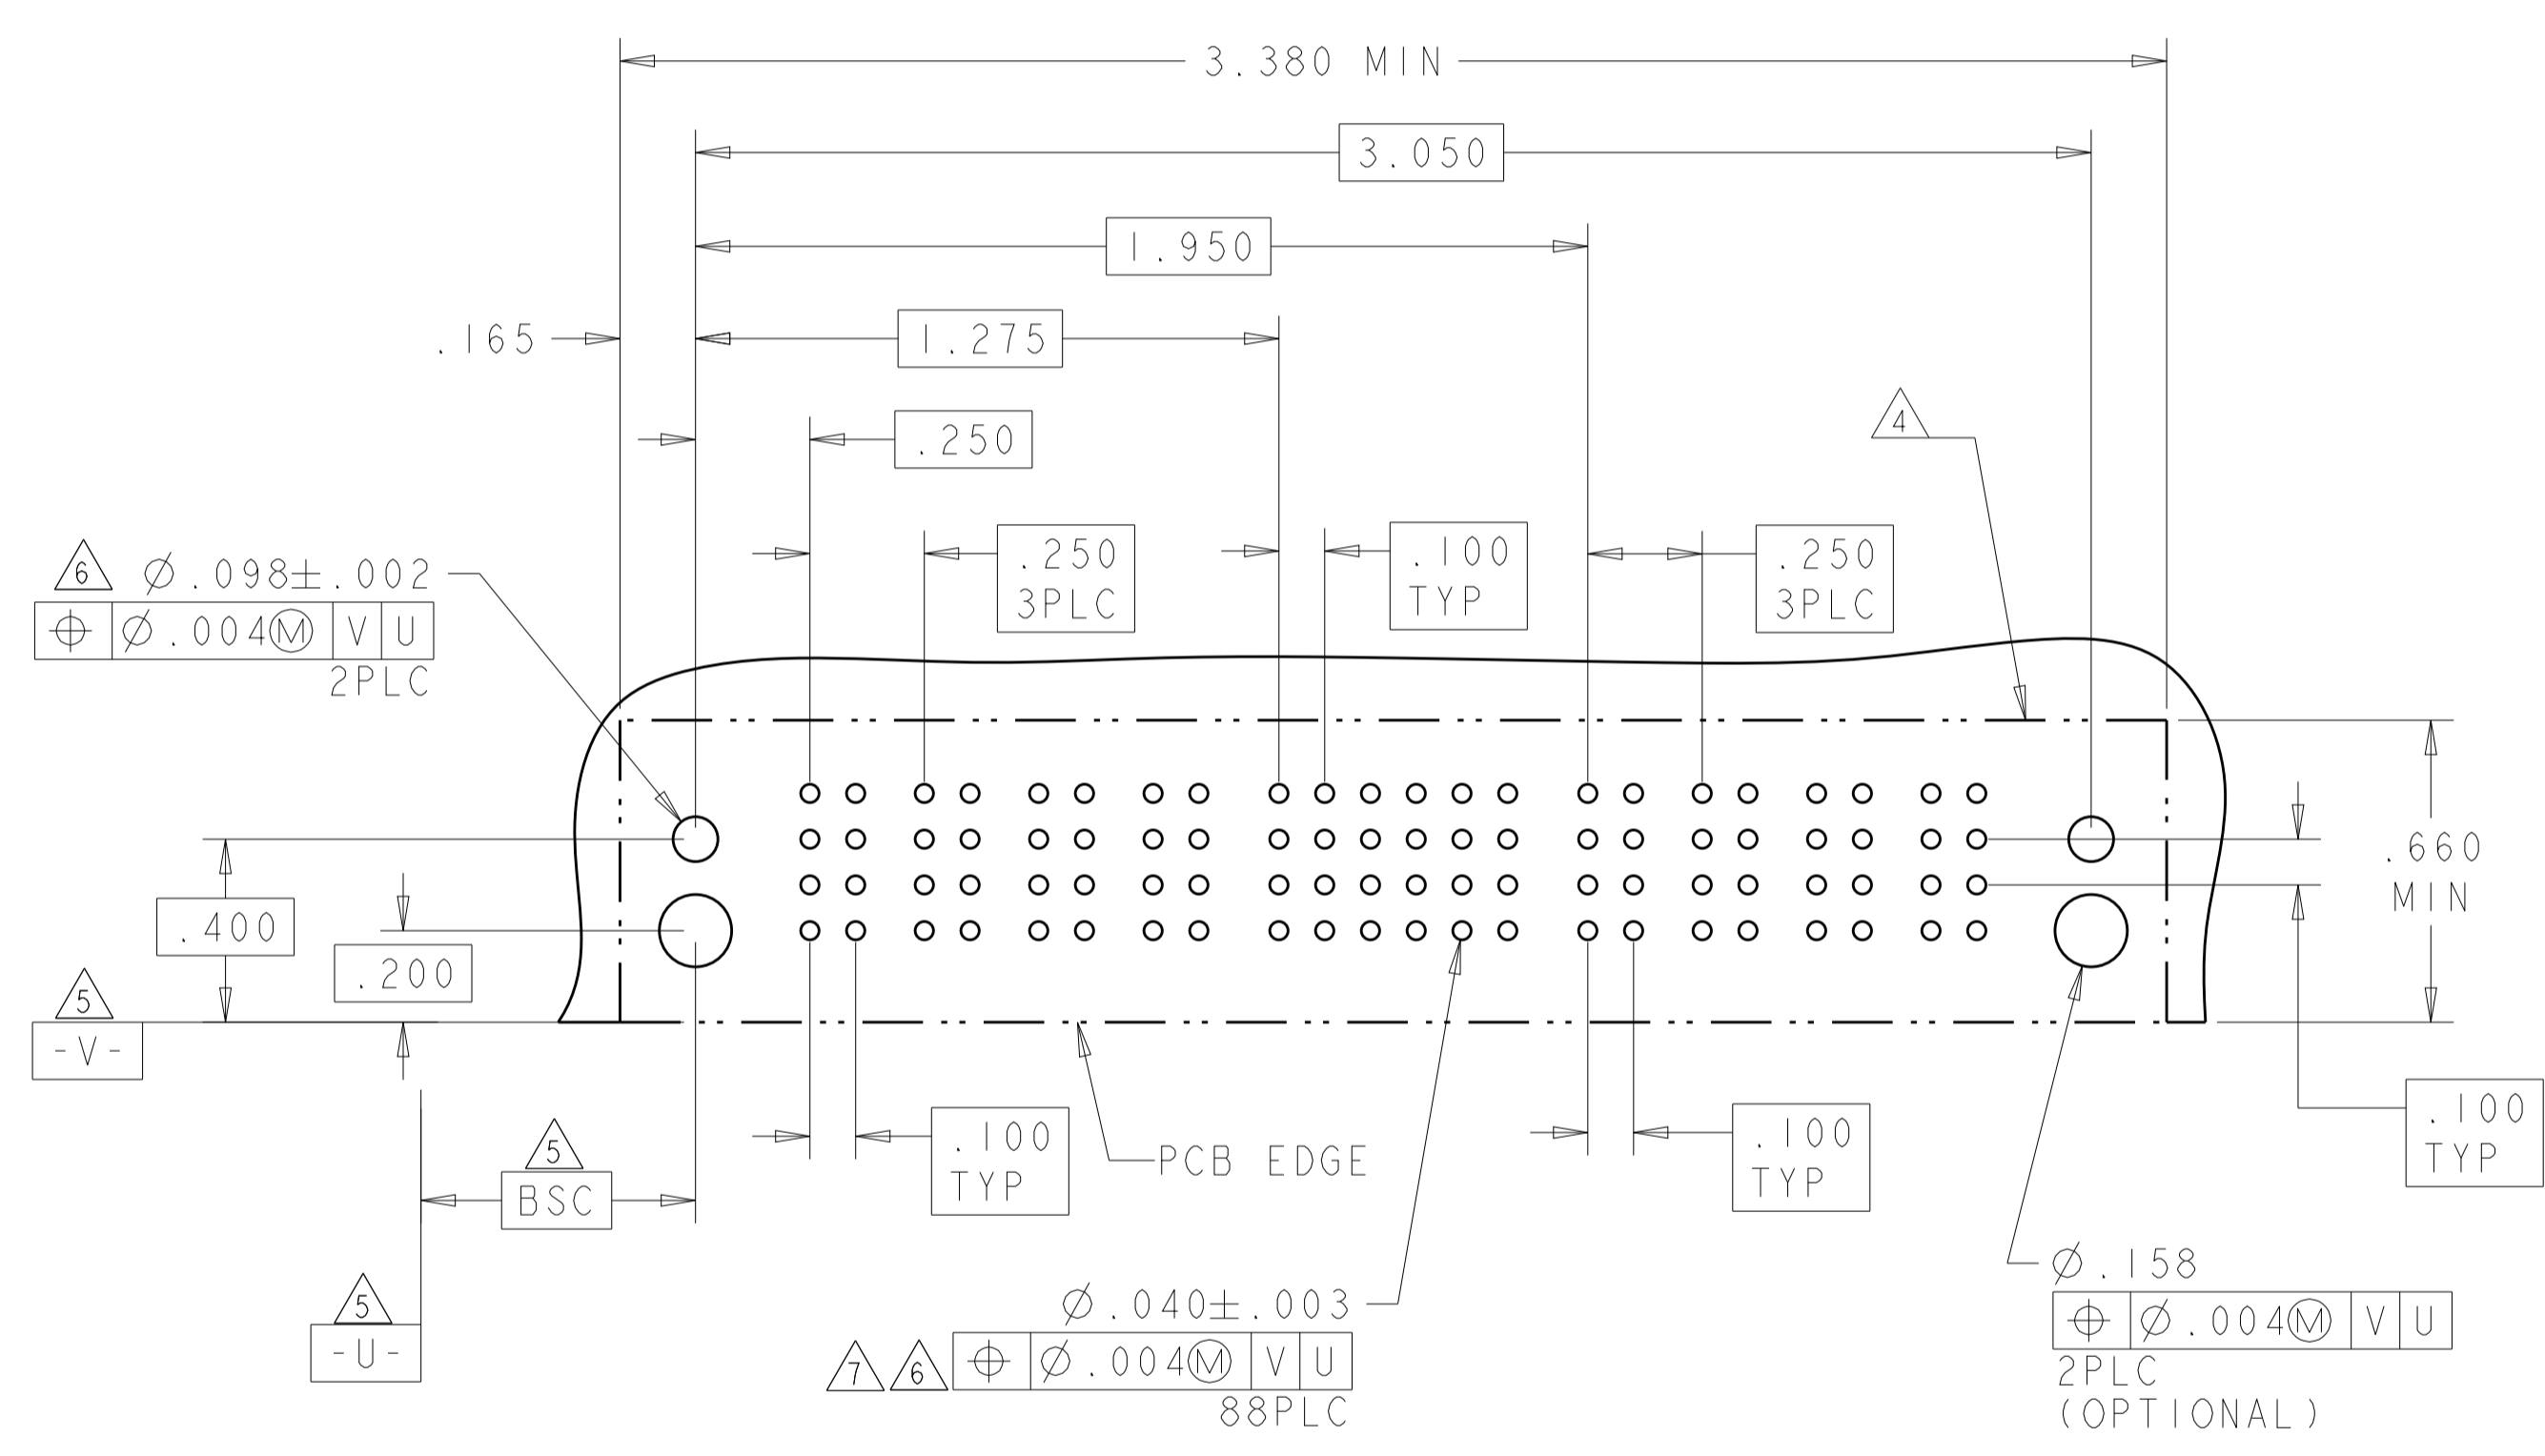 3.380 MIN
3.050
1.950
.165
1.275
.250
4
.250
3PLC
.100
TYP
.250
3PLC
6 Ø.098±.002
⌖ Ø.004Ⓜ V U
2PLC
.660
MIN
.400
.200
5
-V-
5
BSC
.100
TYP
PCB EDGE
.100
TYP
.100
TYP
5
-U-
Ø.040±.003
7 6 ⌖ Ø.004Ⓜ V U
88PLC
Ø.158
⌖ Ø.004Ⓜ V U
2PLC
(OPTIONAL)